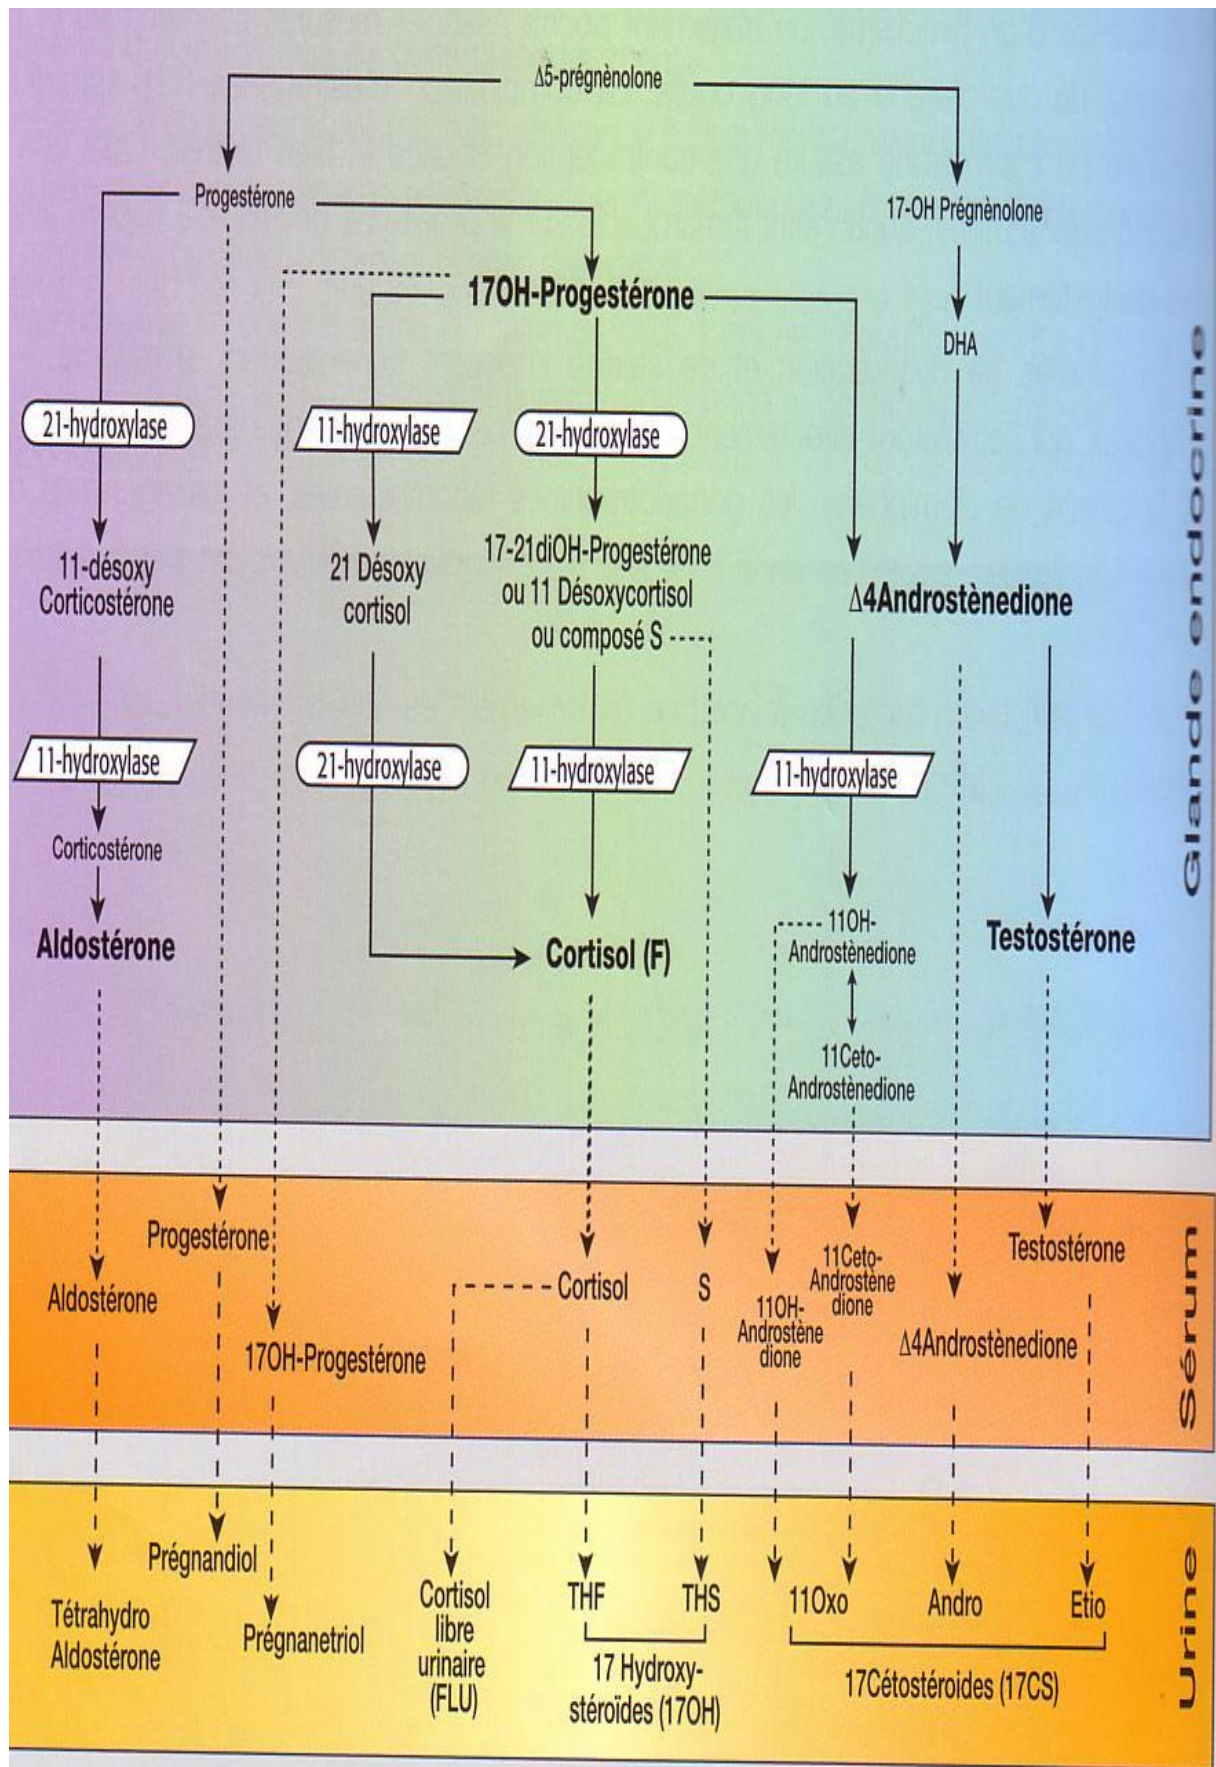 Δ5-prégnènolone
Progestérone
17-OH Prégnènolone
17OH-Progestérone
DHA
21-hydroxylase
11-hydroxylase
21-hydroxylase
11-désoxy
Corticostérone
21 Désoxy
cortisol
17-21diOH-Progestérone
ou 11 Désoxycortisol
ou composé S
Δ4Androstènedione
11-hydroxylase
21-hydroxylase
11-hydroxylase
11-hydroxylase
Corticostérone
Aldostérone
Cortisol (F)
11OH-
Androstènedione
Testostérone
11Ceto-
Androstènedione
Glande endocrine
Progestérone
Aldostérone
17OH-Progestérone
Cortisol
S
11OH-
Androstène
dione
11Ceto-
Androstène
dione
Δ4Androstènedione
Testostérone
Sérum
Tétrahydro
Aldostérone
Prégnandiol
Prégnanetriol
Cortisol
libre
urinaire
(FLU)
THF
THS
17 Hydroxy-
stéroïdes (17OH)
11Oxo
Andro
Etio
17Cétostéroides (17CS)
Urine